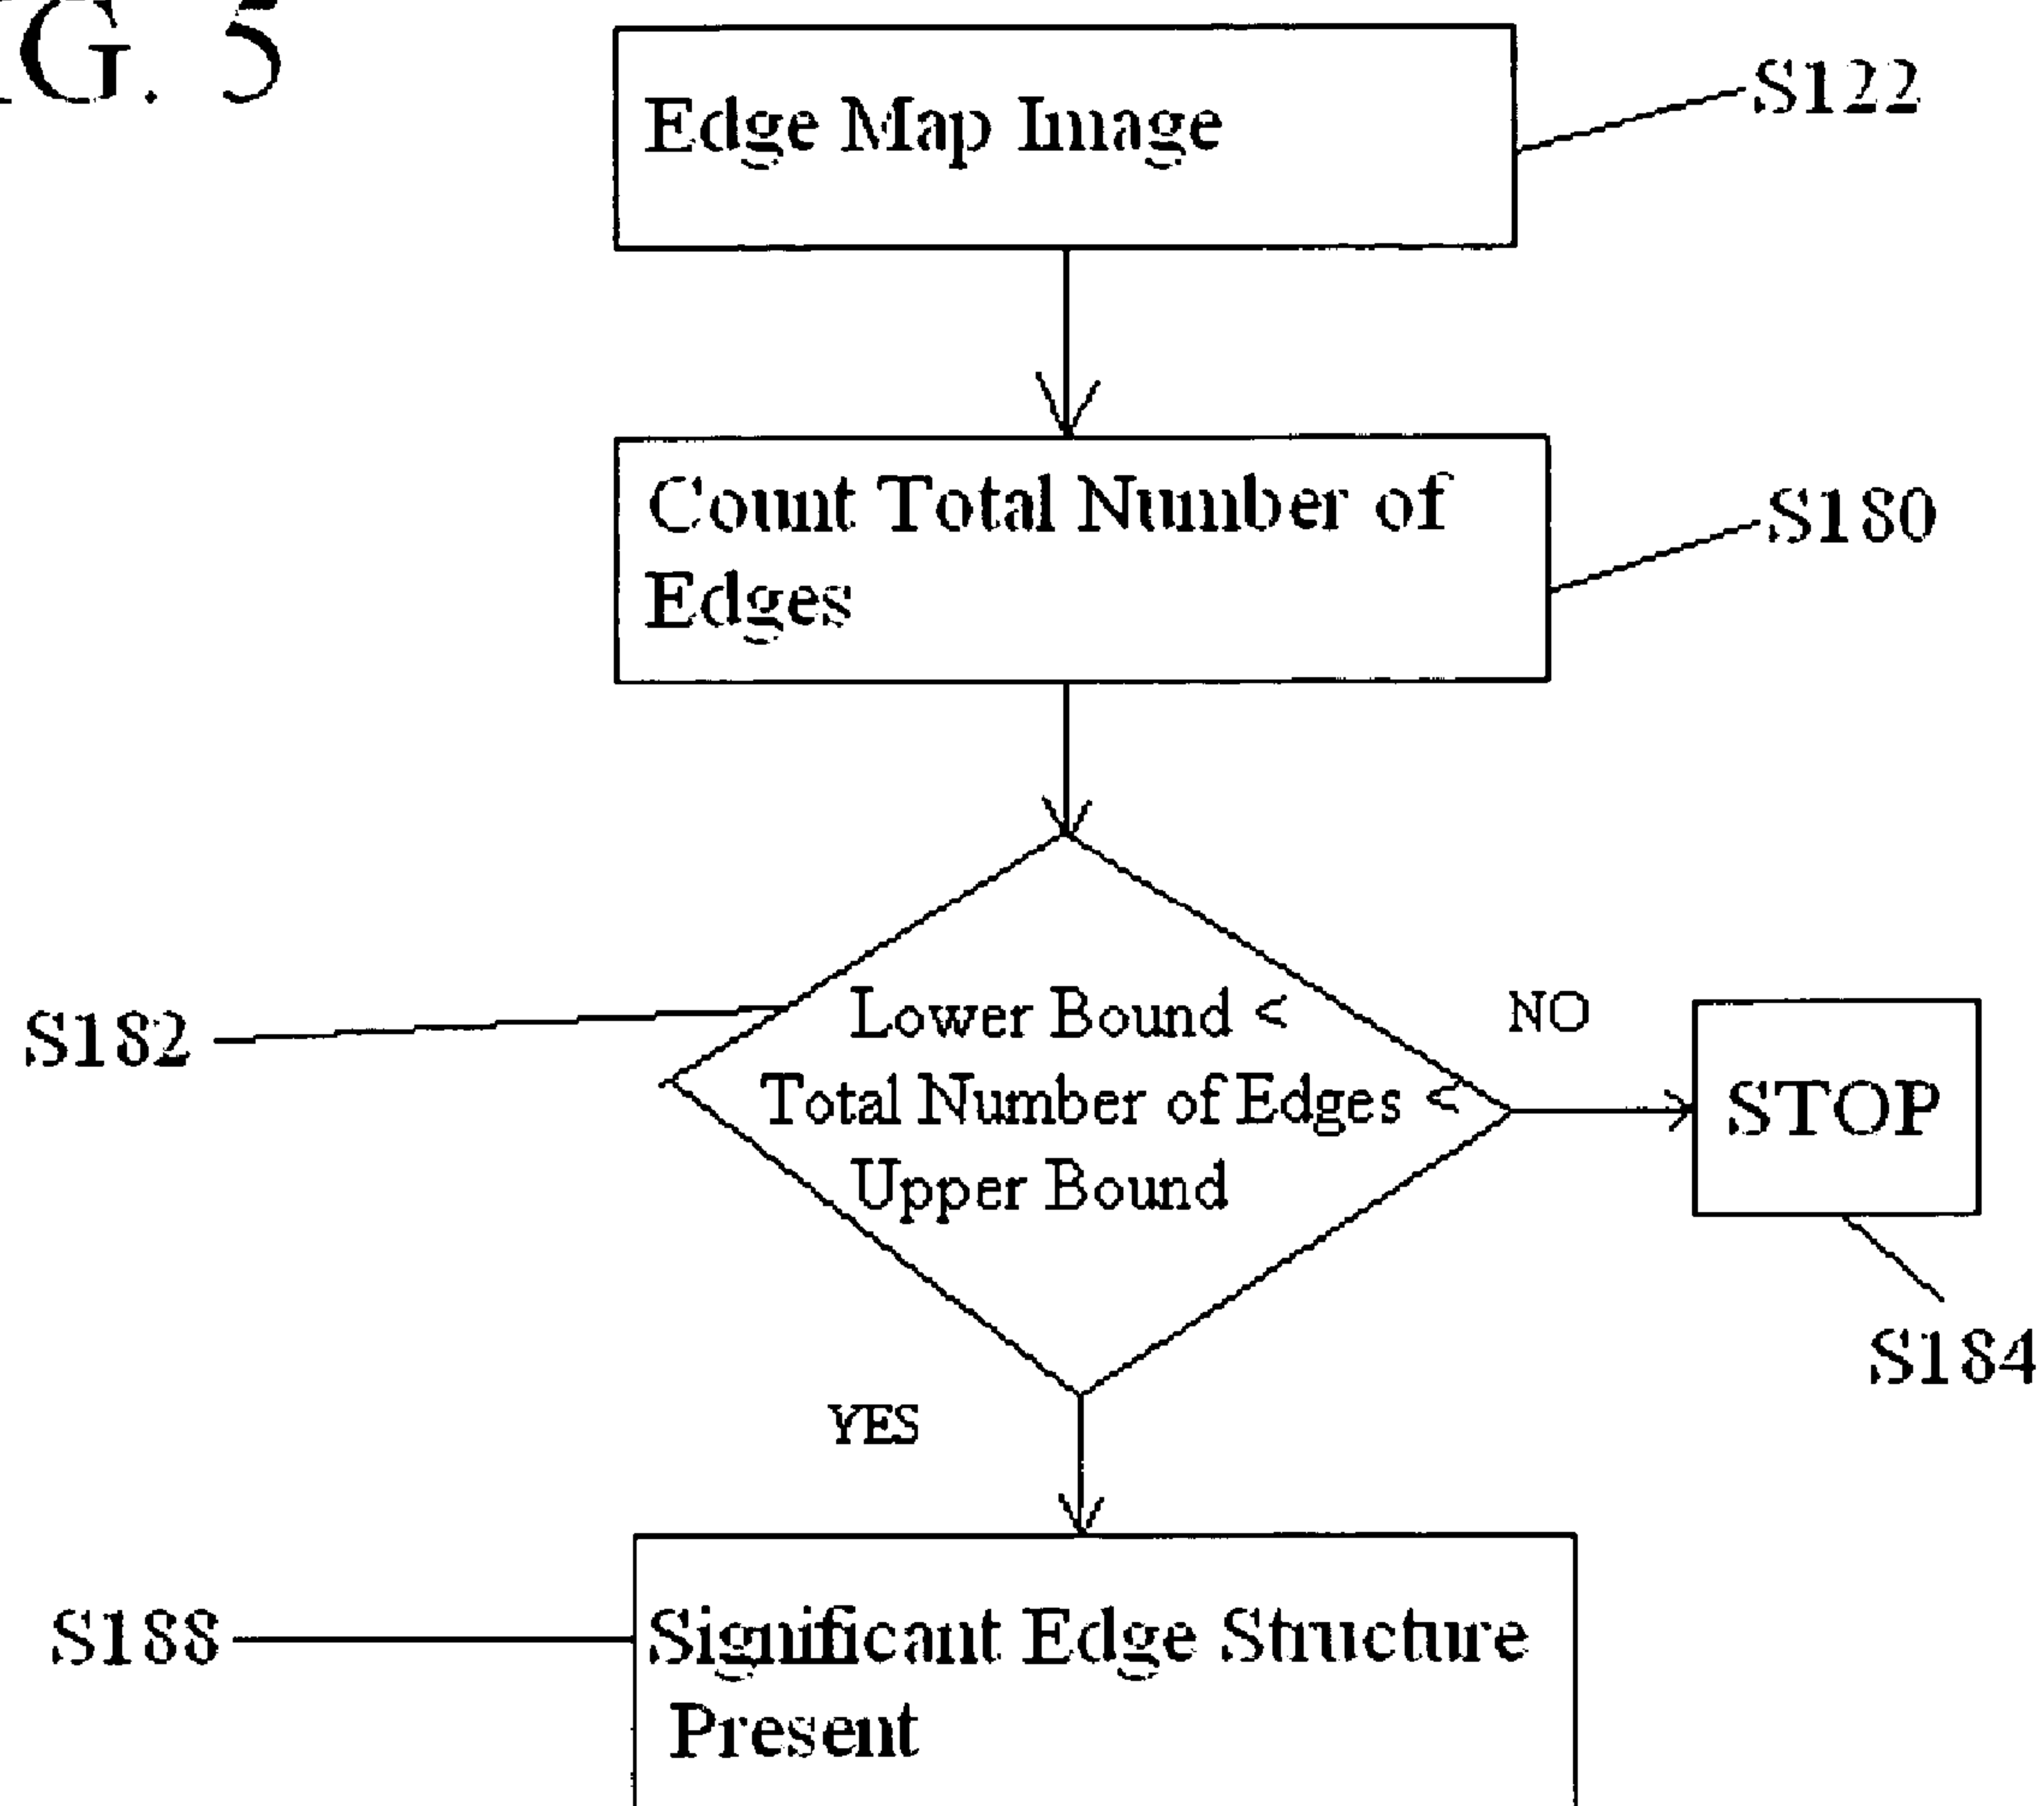 G. 5
Edge Map Image
S122
Count Total Number of
Edges
S180
Lower Bound <
Total Number of Edges <
Upper Bound
S182
NO
STOP
S184
YES
Significant Edge Structure
Present
S188